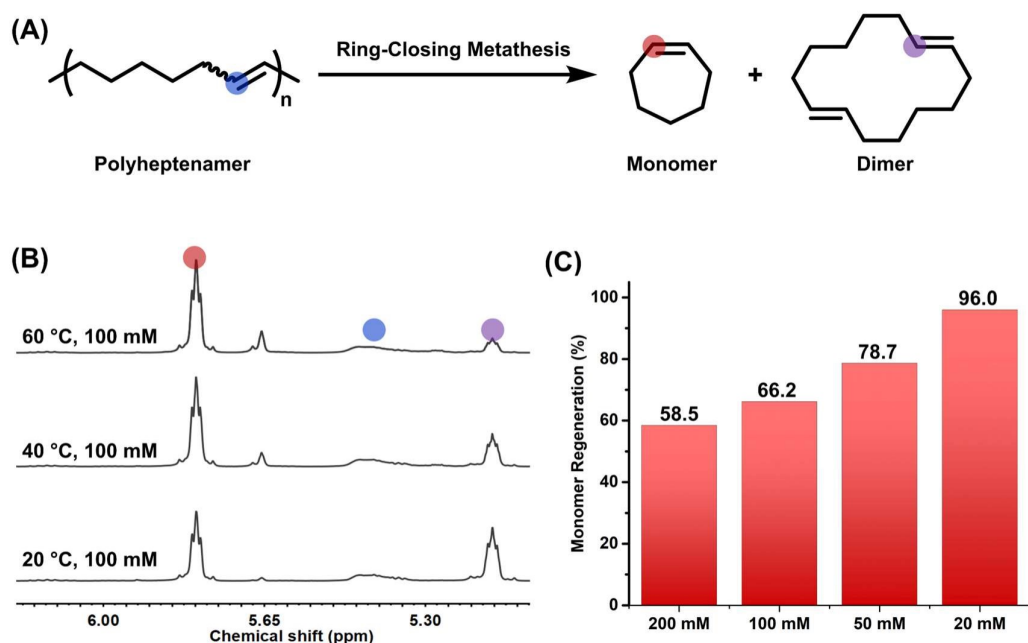 (A)
Ring-Closing Metathesis
n
+
Polyheptenamer
Monomer
Dimer
(B)
60 °C, 100 mM
40 °C, 100 mM
20 °C, 100 mM
6.00
5.65
5.30
Chemical shift (ppm)
(C)
Monomer Regeneration (%)
100
80
60
40
20
0
58.5
66.2
78.7
96.0
200 mM
100 mM
50 mM
20 mM